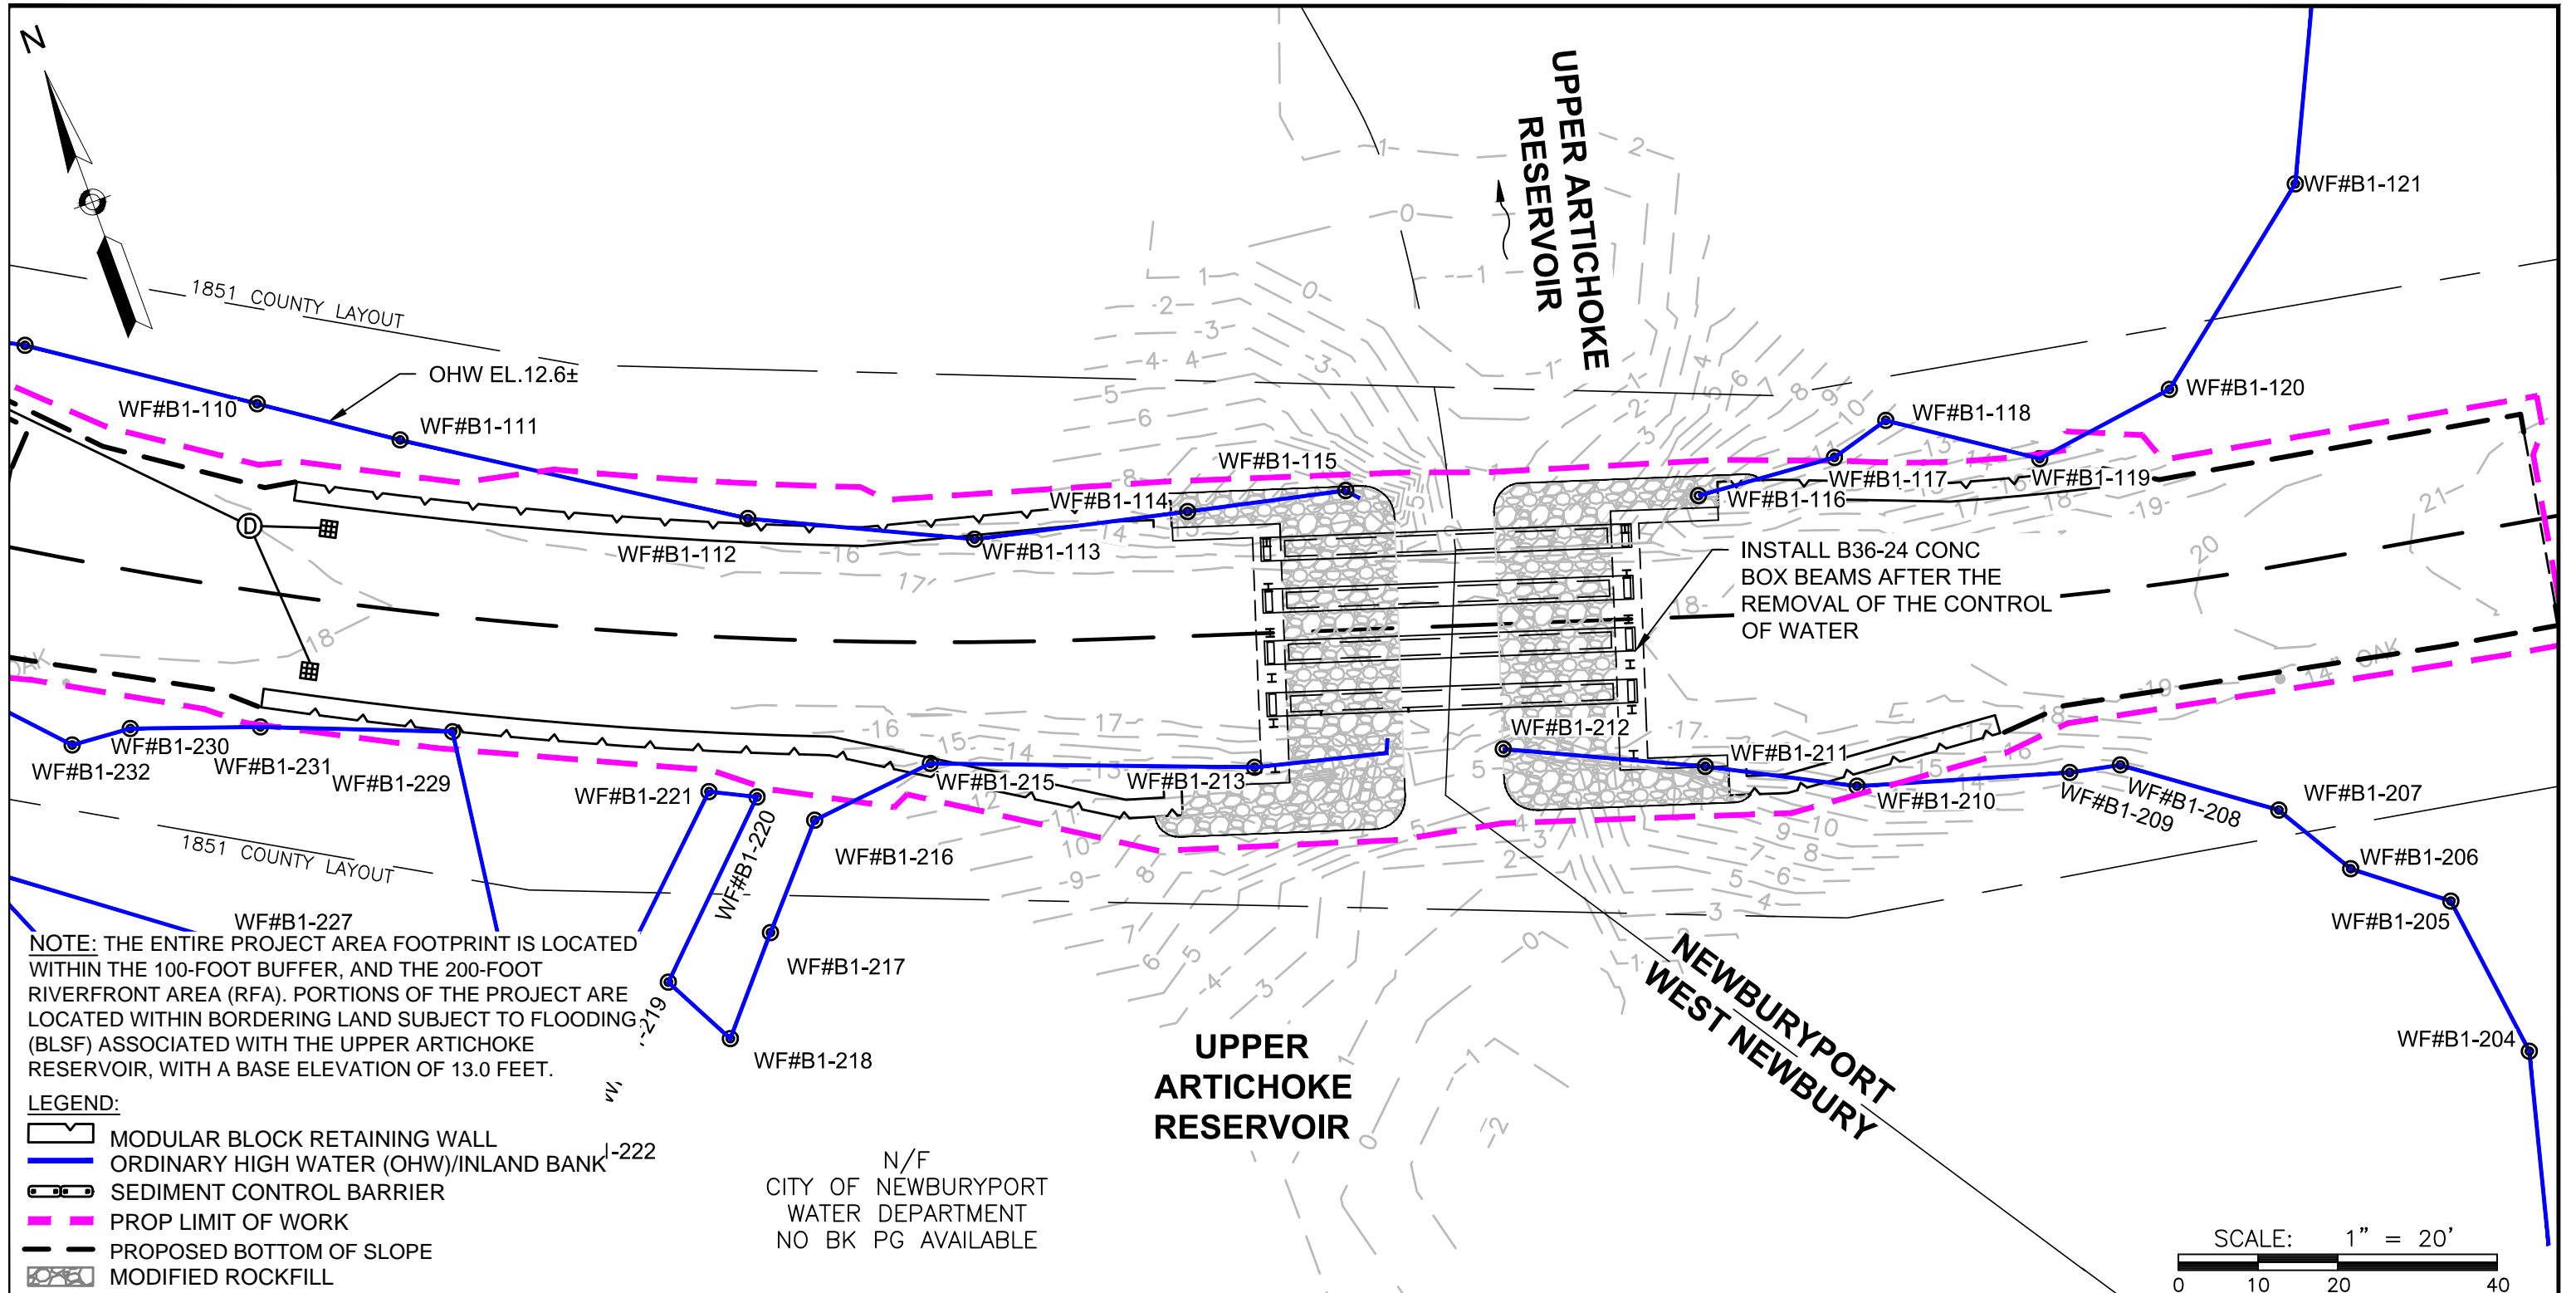 N
UPPER ARTICHOKE
RESERVOIR
1851 COUNTY LAYOUT
OHW EL.12.6±
WF#B1-110
WF#B1-111
WF#B1-112
WF#B1-113
WF#B1-114
WF#B1-115
WF#B1-116
WF#B1-117
WF#B1-118
WF#B1-119
WF#B1-120
WF#B1-121
D
INSTALL B36-24 CONC
BOX BEAMS AFTER THE
REMOVAL OF THE CONTROL
OF WATER
OAK
14" OAK
WF#B1-232
WF#B1-230
WF#B1-231
WF#B1-229
WF#B1-221
WF#B1-220
WF#B1-215
WF#B1-213
WF#B1-212
WF#B1-211
WF#B1-210
WF#B1-209
WF#B1-208
WF#B1-207
WF#B1-206
WF#B1-205
WF#B1-204
WF#B1-216
WF#B1-217
WF#B1-218
-219
1851 COUNTY LAYOUT
WF#B1-227
NOTE: THE ENTIRE PROJECT AREA FOOTPRINT IS LOCATED
WITHIN THE 100-FOOT BUFFER, AND THE 200-FOOT
RIVERFRONT AREA (RFA). PORTIONS OF THE PROJECT ARE
LOCATED WITHIN BORDERING LAND SUBJECT TO FLOODING
(BLSF) ASSOCIATED WITH THE UPPER ARTICHOKE
RESERVOIR, WITH A BASE ELEVATION OF 13.0 FEET.
LEGEND:
MODULAR BLOCK RETAINING WALL
ORDINARY HIGH WATER (OHW)/INLAND BANK
SEDIMENT CONTROL BARRIER
PROP LIMIT OF WORK
PROPOSED BOTTOM OF SLOPE
MODIFIED ROCKFILL
-222
UPPER
ARTICHOKE
RESERVOIR
N/F
CITY OF NEWBURYPORT
WATER DEPARTMENT
NO BK PG AVAILABLE
NEWBURYPORT
WEST NEWBURY
SCALE: 1" = 20'
0 10 20 40